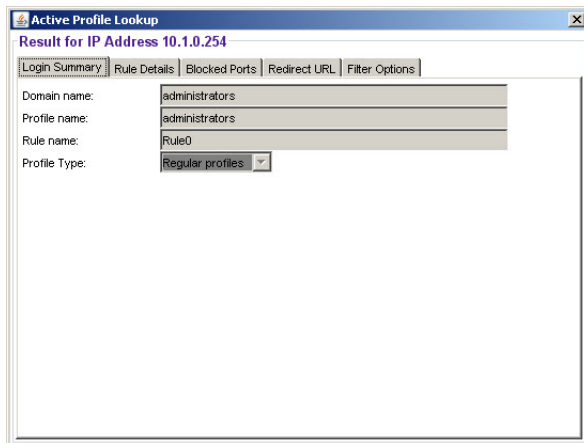 Active Profile Lookup
Result for IP Address 10.1.0.254
Login Summary Rule Details Blocked Ports Redirect URL Filter Options
Domain name: administrators
Profile name: administrators
Rule name: Rule0
Profile Type: Regular profiles